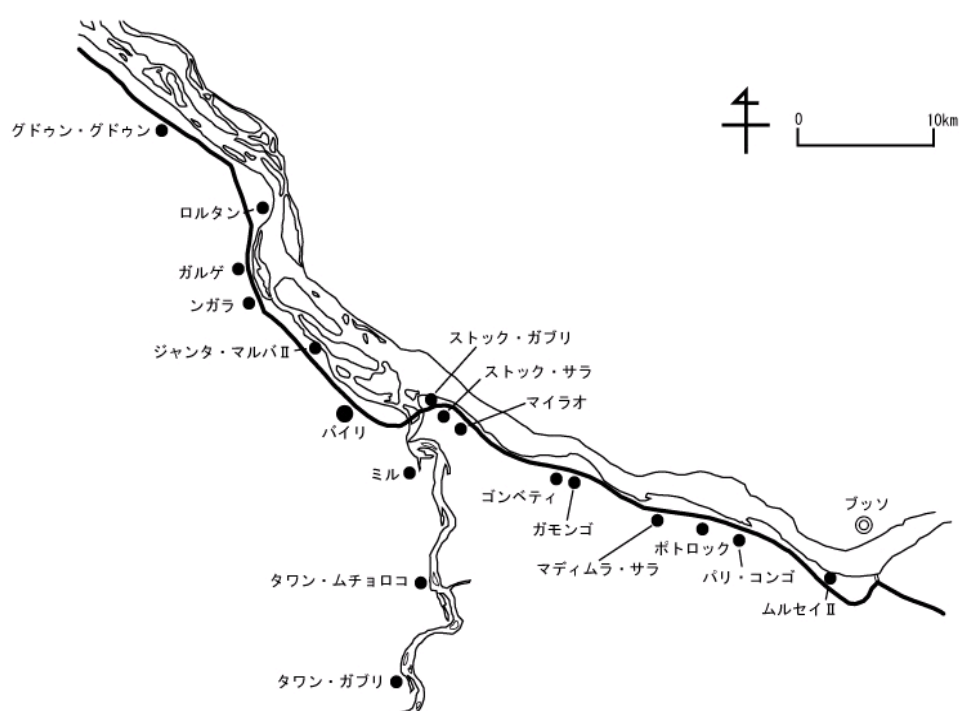 0 10km
グドゥン・グドゥン
ロルタン
ガルゲ
ンガラ
ジャンタ・マルバⅡ
ストック・ガブリ
ストック・サラ
マイラオ
バイリ
ミル
ゴンベティ
ガモンゴ
ブッソ
マディムラ・サラ
ポトロック
パリ・コンゴ
ムルセイⅡ
タワン・ムチョロコ
タワン・ガブリ